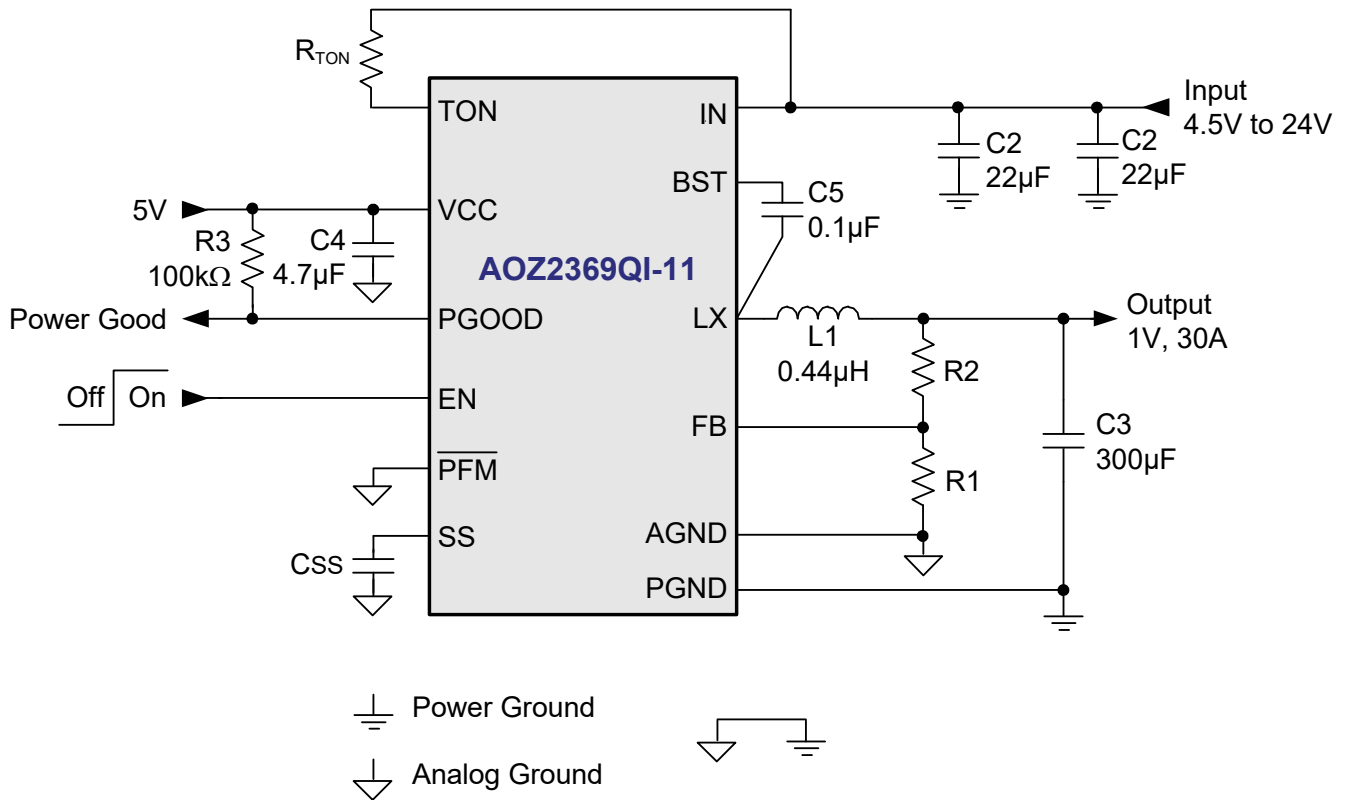 RTON
TON
IN
Input
4.5V to 24V
C2
22µF
C2
22µF
BST
C5
0.1µF
5V
VCC
R3
100kΩ
C4
4.7µF
AOZ2369QI-11
Power Good
PGOOD
LX
L1
0.44µH
Output
1V, 30A
R2
Off
On
EN
FB
C3
300µF
PFM
R1
SS
CSS
AGND
PGND
Power Ground
Analog Ground